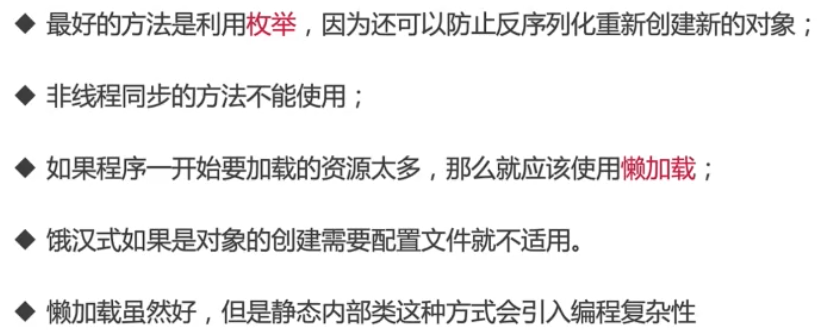 ◆ 最好的方法是利用枚举，因为还可以防止反序列化重新创建新的对象；
◆ 非线程同步的方法不能使用；
◆ 如果程序一开始要加载的资源太多，那么就应该使用懒加载；
◆ 饿汉式如果是对象的创建需要配置文件就不适用。
◆ 懒加载虽然好，但是静态内部类这种方式会引入编程复杂性